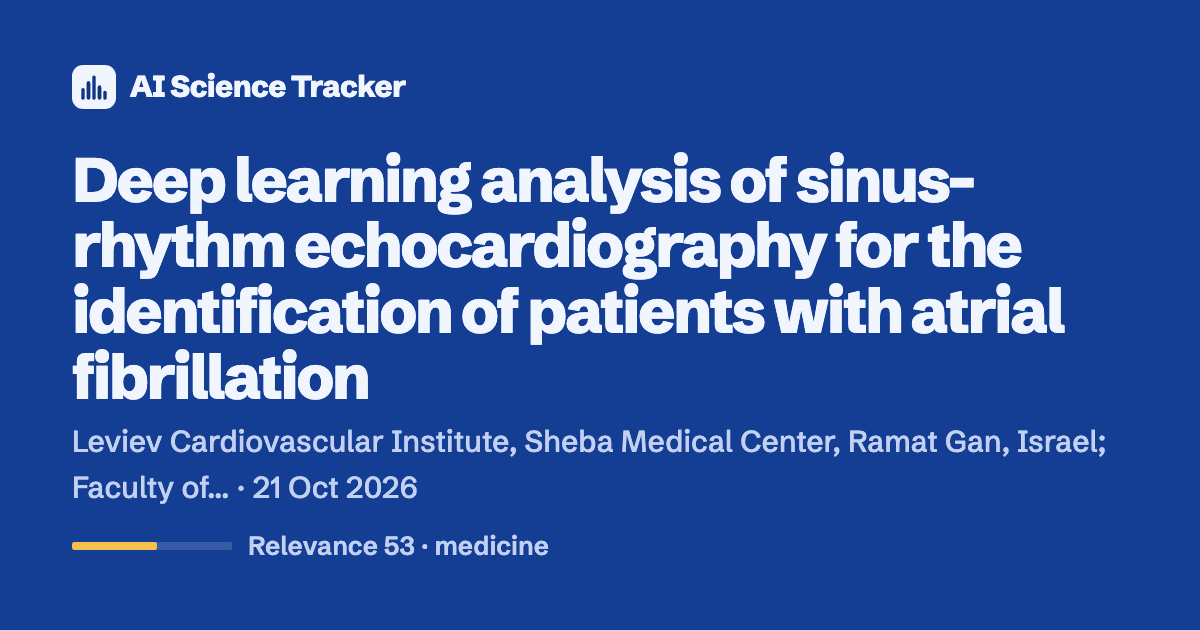 AI Science Tracker
Deep learning analysis of sinus-
rhythm echocardiography for the
identification of patients with atrial
fibrillation
Leviev Cardiovascular Institute, Sheba Medical Center, Ramat Gan, Israel;
Faculty of... · 21 Oct 2026
Relevance 53 · medicine